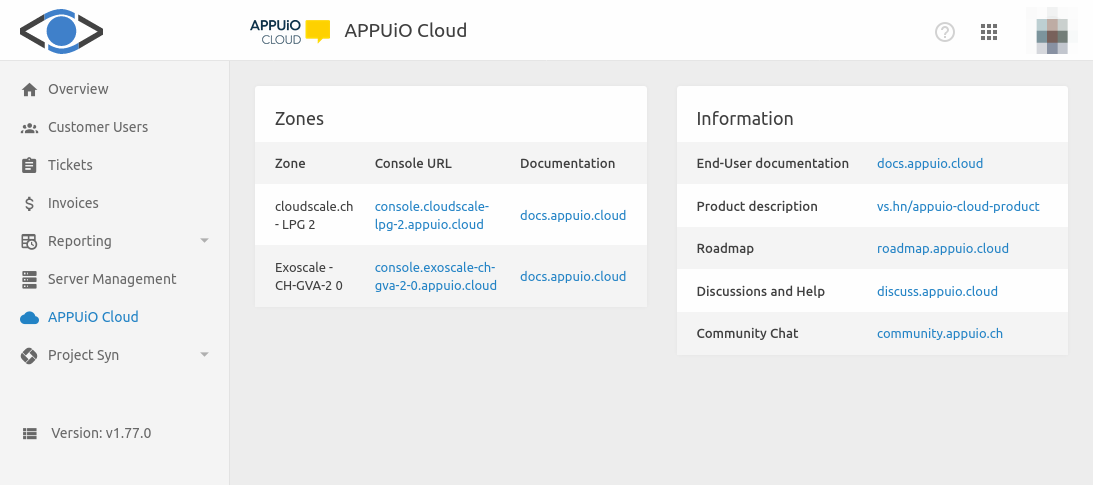 APPUiO
CLOUD
APPUiO Cloud
?
Overview
Customer Users
Tickets
Invoices
Reporting
Server Management
APPUiO Cloud
Project Syn
Version: v1.77.0
Zones
Zone Console URL Documentation
cloudscale.ch
- LPG 2
console.cloudscale-
lpg-2.appuio.cloud
docs.appuio.cloud
Exoscale -
CH-GVA-2 0
console.exoscale-ch-
gva-2-0.appuio.cloud
docs.appuio.cloud
Information
End-User documentation docs.appuio.cloud
Product description vs.hn/appuio-cloud-product
Roadmap roadmap.appuio.cloud
Discussions and Help discuss.appuio.cloud
Community Chat community.appuio.ch